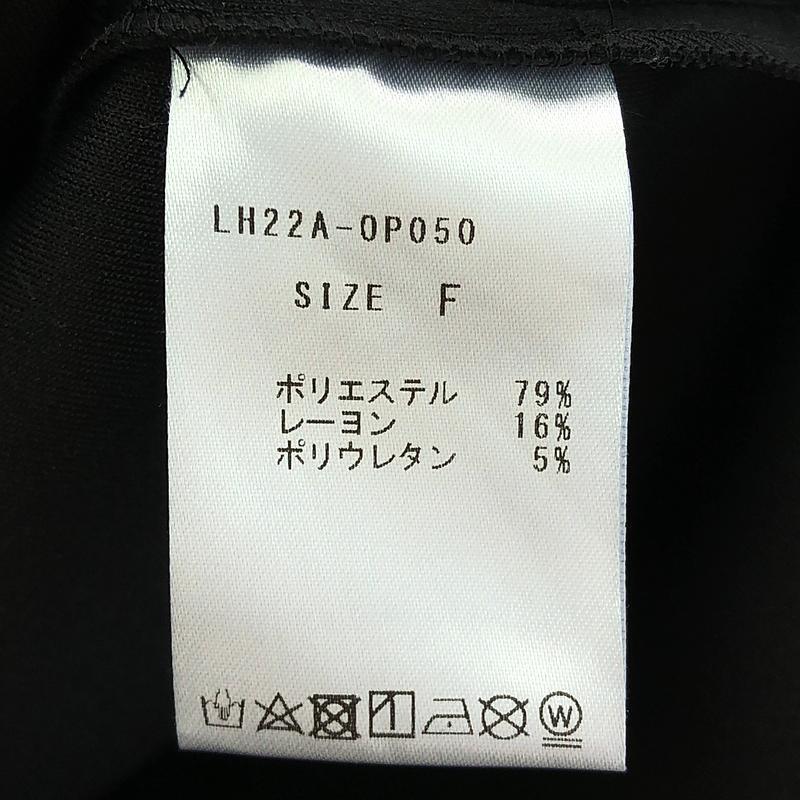 LH22A-OP050
SIZE F
ポリエステル 79%
レーヨン 16%
ポリウレタン 5%
W